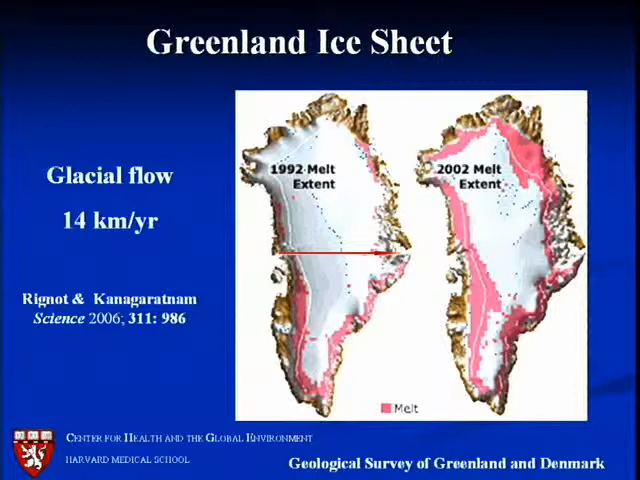 Greenland Ice Sheet
1992 Melt
Extent
2002 Melt
Extent
Glacial flow
14 km/yr
Rignot & Kanagaratnam
Science 2006; 311: 986
Melt
CENTER FOR HEALTH AND THE GLOBAL ENVIRONMENT
HARVARD MEDICAL SCHOOL
Geological Survey of Greenland and Denmark